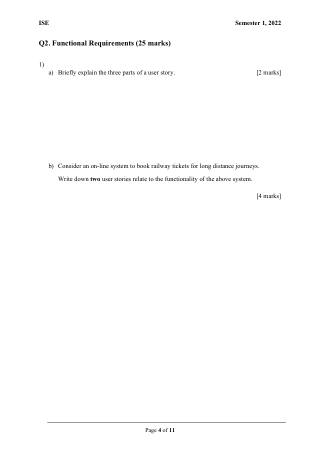 ISE Semester 1, 2022
Q2. Functional Requirements (25 marks)
1)
a) Briefly explain the three parts of a user story. [2 marks]
b) Consider an on-line system to book railway tickets for long distance journeys.
Write down two user stories relate to the functionality of the above system.
[4 marks]
Page 4 of 11